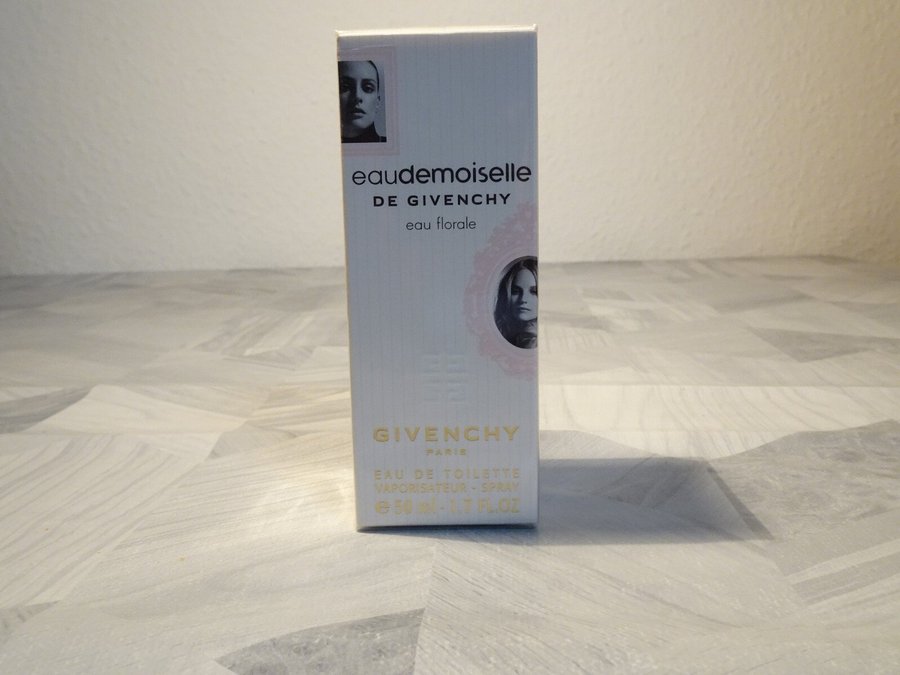 eaudemoiselle
DE GIVENCHY
eau florale
GIVENCHY
PARIS
EAU DE TOILETTE
VAPORISATEUR - SPRAY
℮ 50 ml - 1.7 FL.OZ